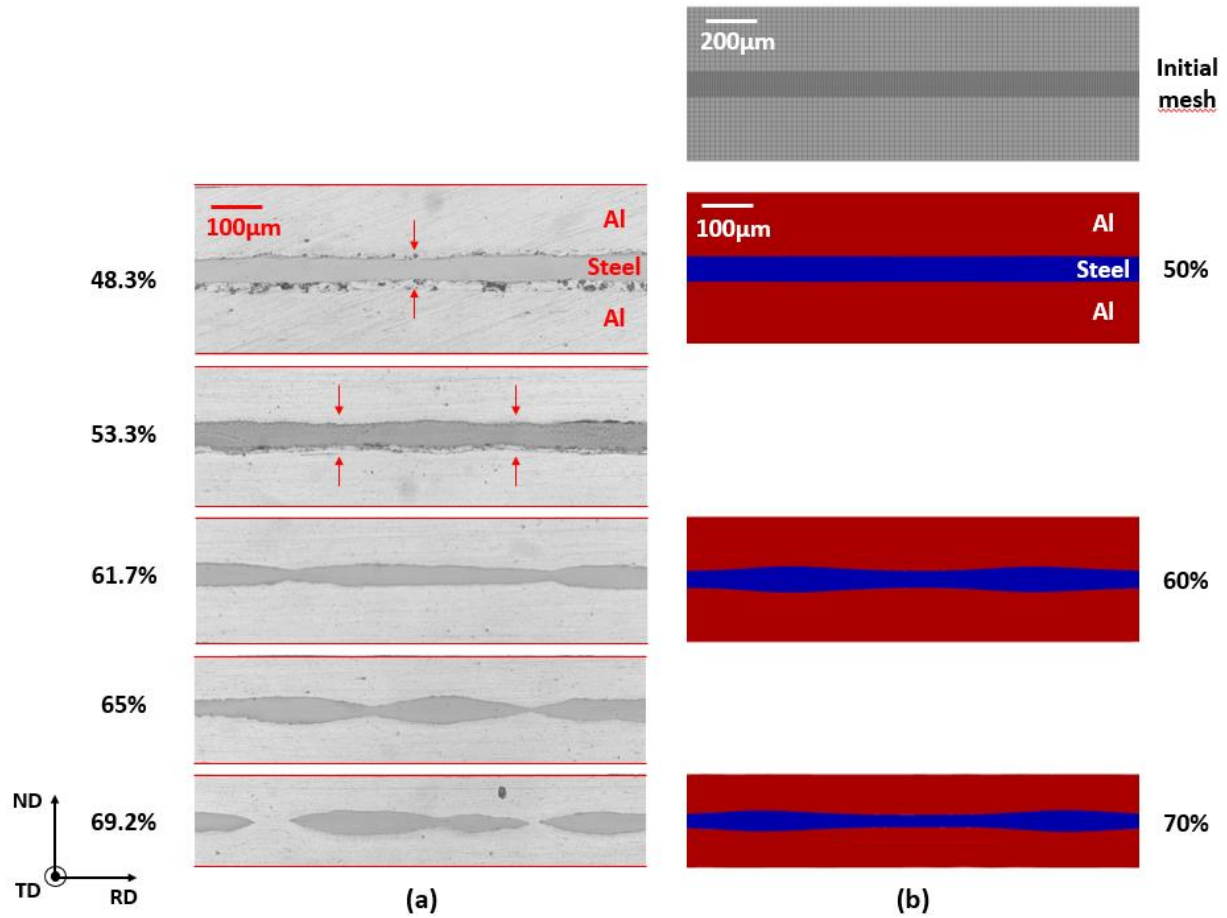 200µm
Initial
mesh
100µm
Al
Steel
Al
48.3%
100µm
Al
Steel
Al
50%
53.3%
61.7%
60%
65%
69.2%
70%
ND
TD
RD
(a)
(b)